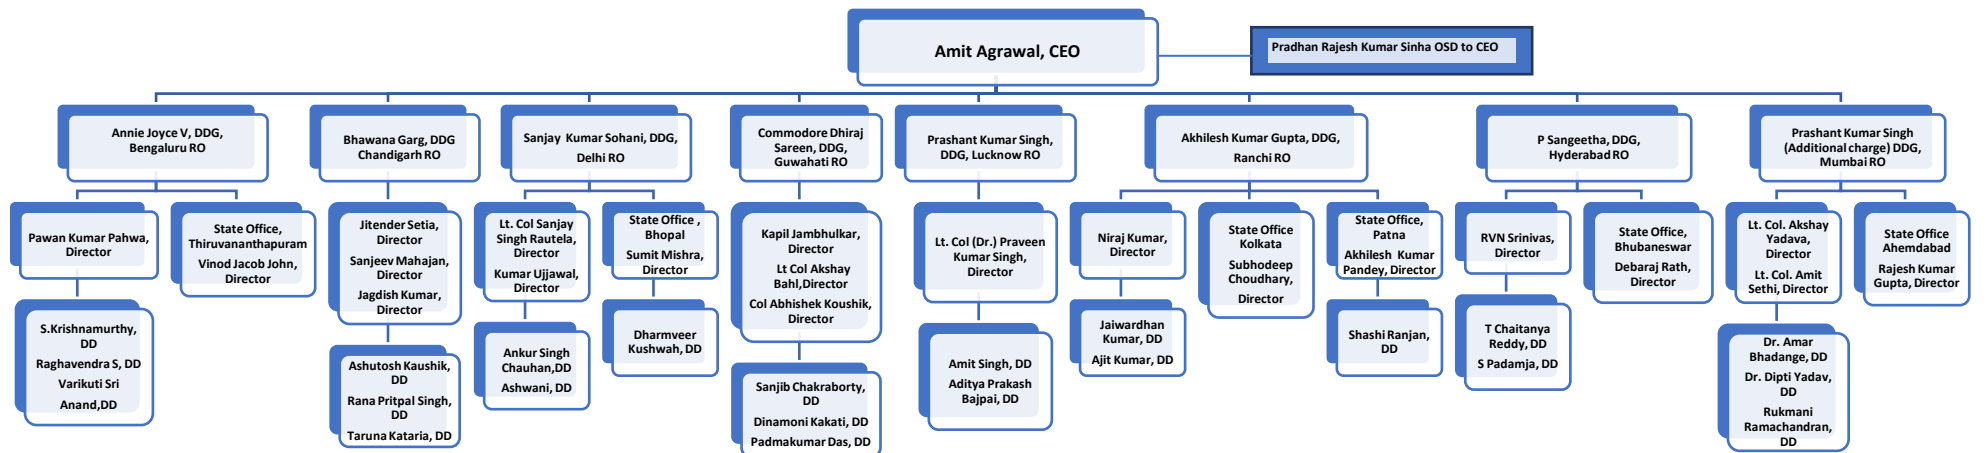 Amit Agrawal, CEO
Pradhan Rajesh Kumar Sinha OSD to CEO
Annie Joyce V, DDG,
Bengaluru RO
Bhawana Garg, DDG
Chandigarh RO
Sanjay Kumar Sohani, DDG,
Delhi RO
Commodore Dhiraj
Sareen, DDG,
Guwahati RO
Prashant Kumar Singh,
DDG, Lucknow RO
Akhilesh Kumar Gupta, DDG,
Ranchi RO
P Sangeetha, DDG,
Hyderabad RO
Prashant Kumar Singh
(Additional charge) DDG,
Mumbai RO
Pawan Kumar Pahwa,
Director
State Office,
Thiruvananthapuram
Vinod Jacob John,
Director
Jitender Setia,
Director
Sanjeev Mahajan,
Director
Jagdish Kumar,
Director
Lt. Col Sanjay
Singh Rautela,
Director
Kumar Ujjawal,
Director
State Office ,
Bhopal
Sumit Mishra,
Director
Kapil Jambhulkar,
Director
Lt Col Akshay
Bahl,Director
Col Abhishek Koushik,
Director
Lt. Col (Dr.) Praveen
Kumar Singh,
Director
Niraj Kumar,
Director
State Office
Kolkata
Subhodeep
Choudhary,
Director
State Office,
Patna
Akhilesh Kumar
Pandey, Director
RVN Srinivas,
Director
State Office,
Bhubaneswar
Debaraj Rath,
Director
Lt. Col. Akshay
Yadava,
Director
Lt. Col. Amit
Sethi, Director
State Office
Ahemdabad
Rajesh Kumar
Gupta, Director
S.Krishnamurthy,
DD
Raghavendra S, DD
Varikuti Sri
Anand,DD
Ashutosh Kaushik,
DD
Rana Pritpal Singh,
DD
Taruna Kataria, DD
Ankur Singh
Chauhan,DD
Ashwani, DD
Dharmveer
Kushwah, DD
Sanjib Chakraborty,
DD
Dinamoni Kakati, DD
Padmakumar Das, DD
Amit Singh, DD
Aditya Prakash
Bajpai, DD
Jaiwardhan
Kumar, DD
Ajit Kumar, DD
Shashi Ranjan,
DD
T Chaitanya
Reddy, DD
S Padamja, DD
Dr. Amar
Bhadange, DD
Dr. Dipti Yadav,
DD
Rukmani
Ramachandran,
DD